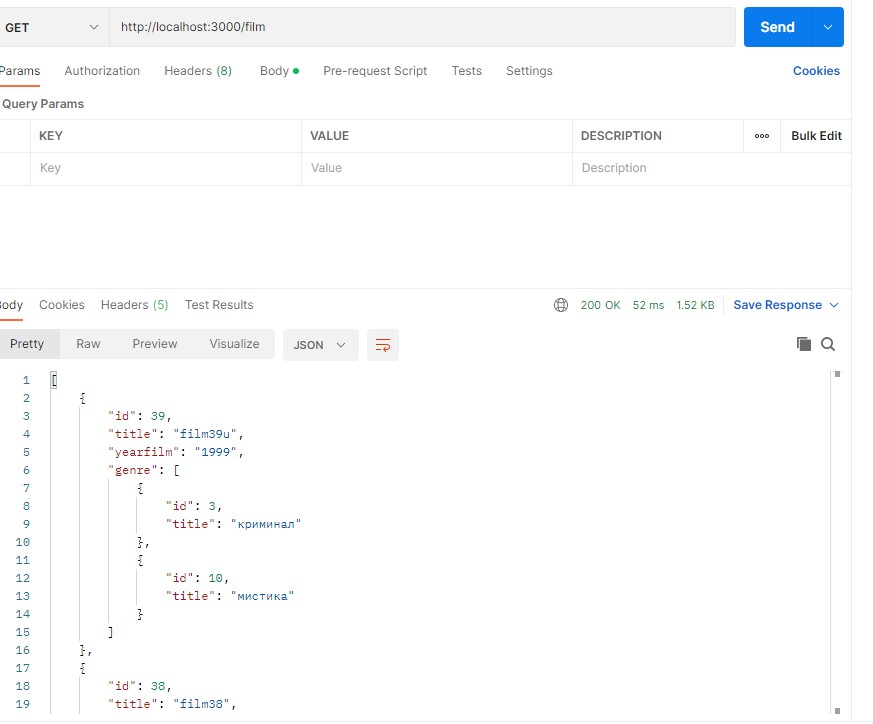 GET http://localhost:3000/film Send
Params Authorization Headers (8) Body Pre-request Script Tests Settings Cookies
Query Params
KEY VALUE DESCRIPTION ooo Bulk Edit
Key Value Description
Body Cookies Headers (5) Test Results 200 OK 52 ms 1.52 KB Save Response
Pretty Raw Preview Visualize JSON
1 [
2 {
3 "id": 39,
4 "title": "film39u",
5 "yearfilm": "1999",
6 "genre": [
7 {
8 "id": 3,
9 "title": "криминал"
10 },
11 {
12 "id": 10,
13 "title": "мистика"
14 }
15 ]
16 },
17 {
18 "id": 38,
19 "title": "film38",